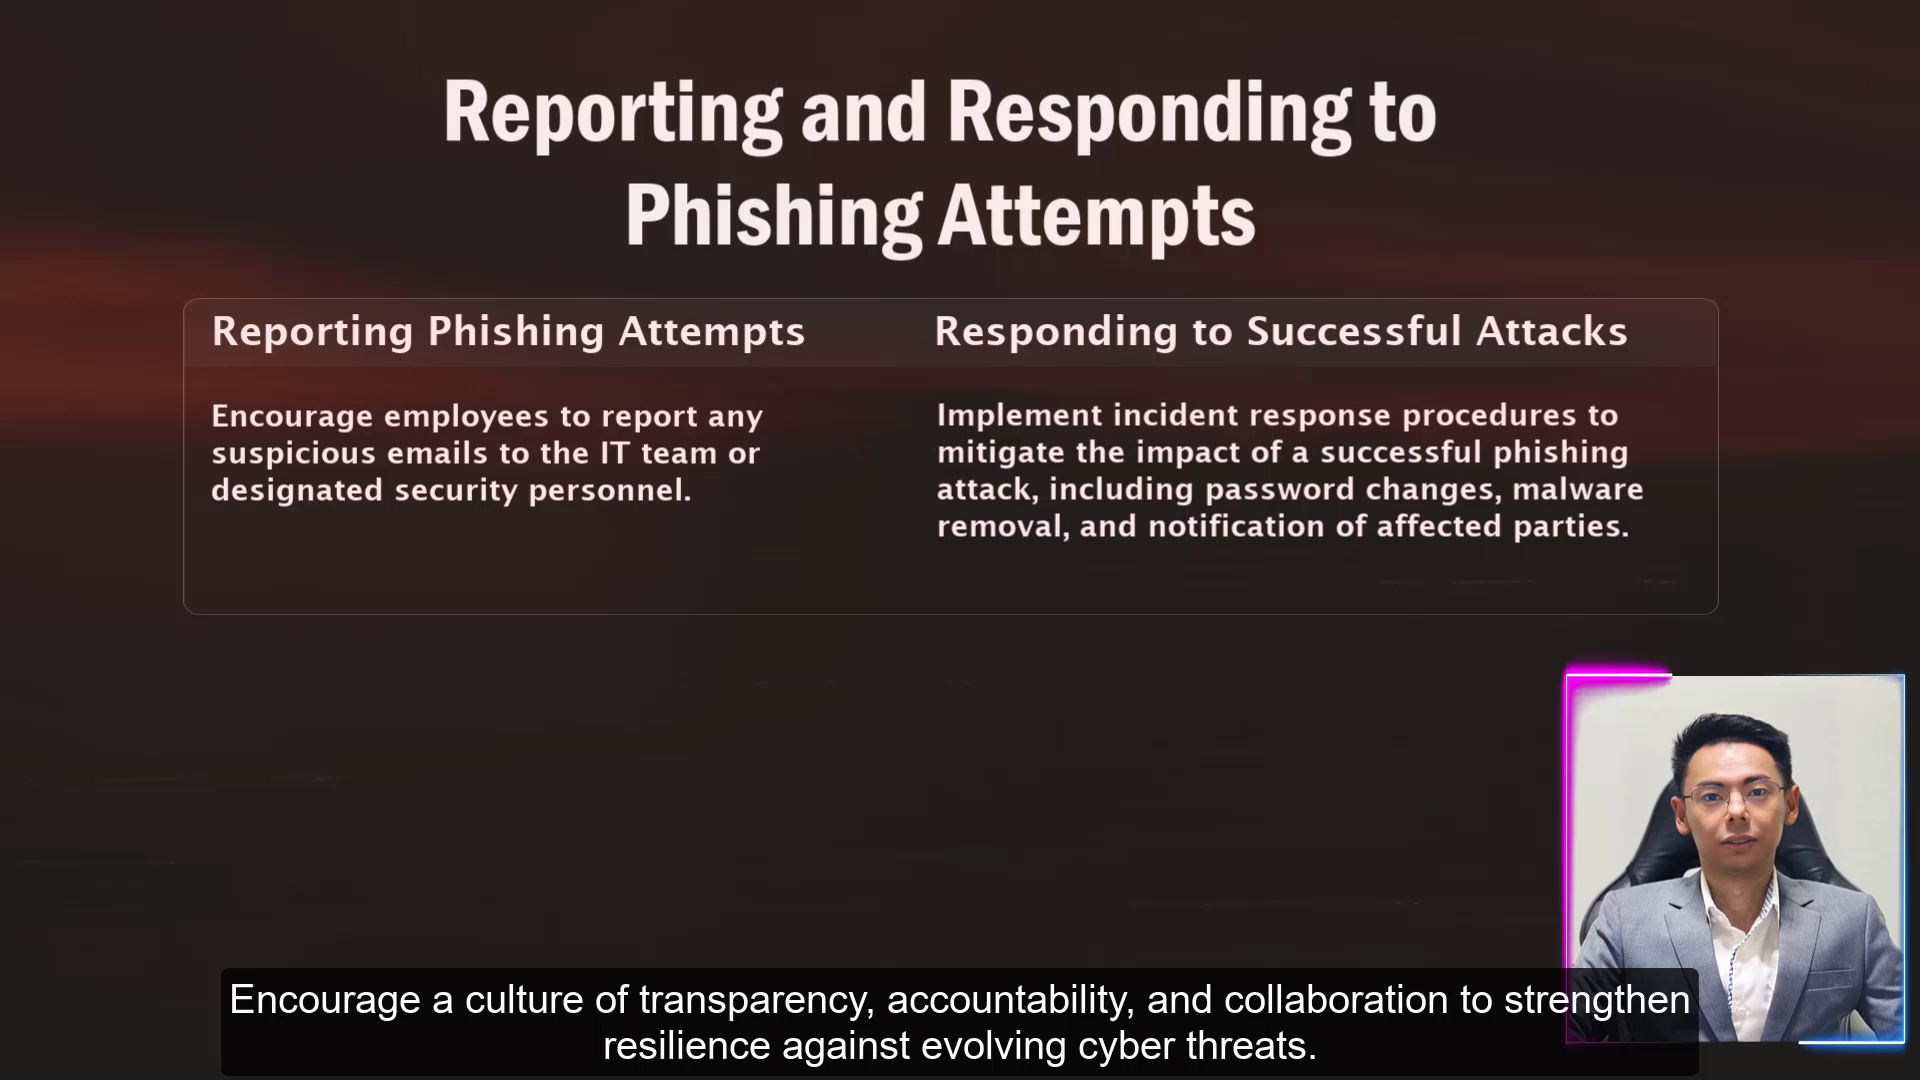 Reporting and Responding to
Phishing Attempts
Reporting Phishing Attempts
Encourage employees to report any
suspicious emails to the IT team or
designated security personnel.
Responding to Successful Attacks
Implement incident response procedures to
mitigate the impact of a successful phishing
attack, including password changes, malware
removal, and notification of affected parties.
Encourage a culture of transparency, accountability, and collaboration to strengthen
resilience against evolving cyber threats.